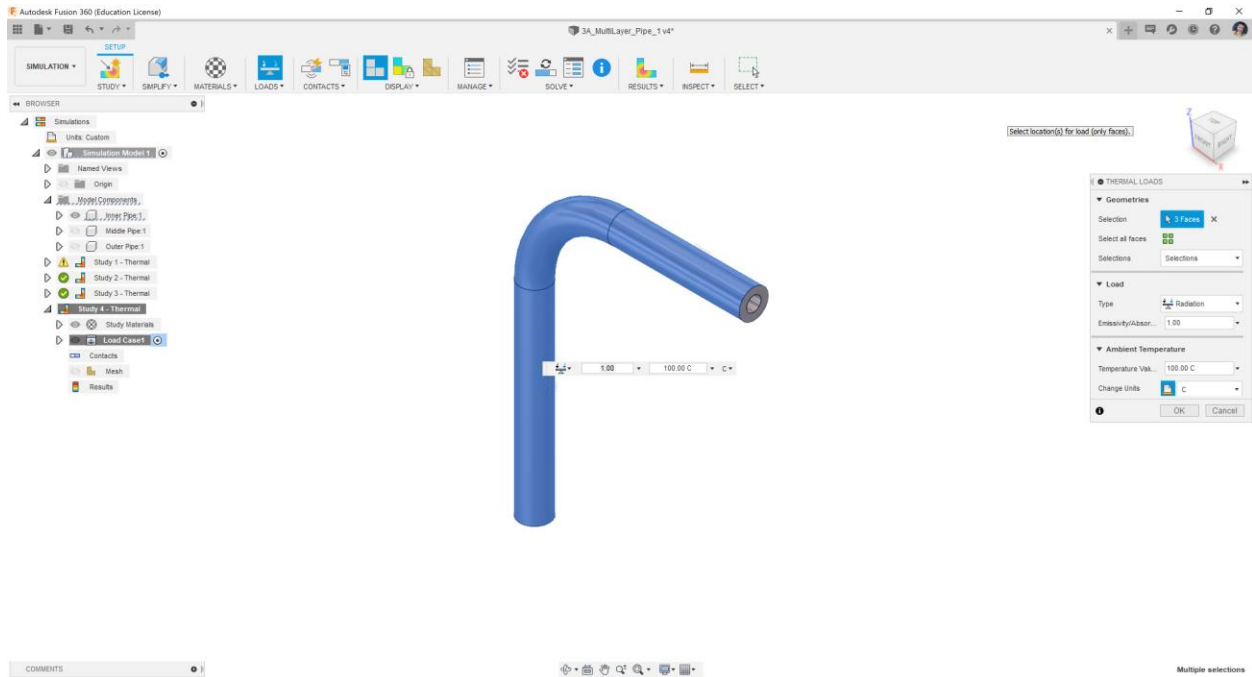 Autodesk Fusion 360 (Education License)
3A_MultiLayer_Pipe_1 v4*
SETUP
SIMULATION
STUDY
SIMPLIFY
MATERIALS
LOADS
CONTACTS
DISPLAY
MANAGE
SOLVE
RESULTS
INSPECT
SELECT
BROWSER
Simulations
Units: Custom
Simulation Model 1
Named Views
Origin
Model Components
Inner Pipe:1
Middle Pipe:1
Outer Pipe:1
Study 1 - Thermal
Study 2 - Thermal
Study 3 - Thermal
Study 4 - Thermal
Study Materials
Load Case1
Contacts
Mesh
Results
Select location(s) for load (only faces).
Z
TOP
FRONT
RIGHT
X
THERMAL LOADS
Geometries
Selection 3 Faces
Select all faces
Selections Selections
Load
Type Radiation
Emissivity/Absor... 1.00
Ambient Temperature
Temperature Val... 100.00 C
Change Units C
OK Cancel
1.00 100.00 C C
COMMENTS
Multiple selections